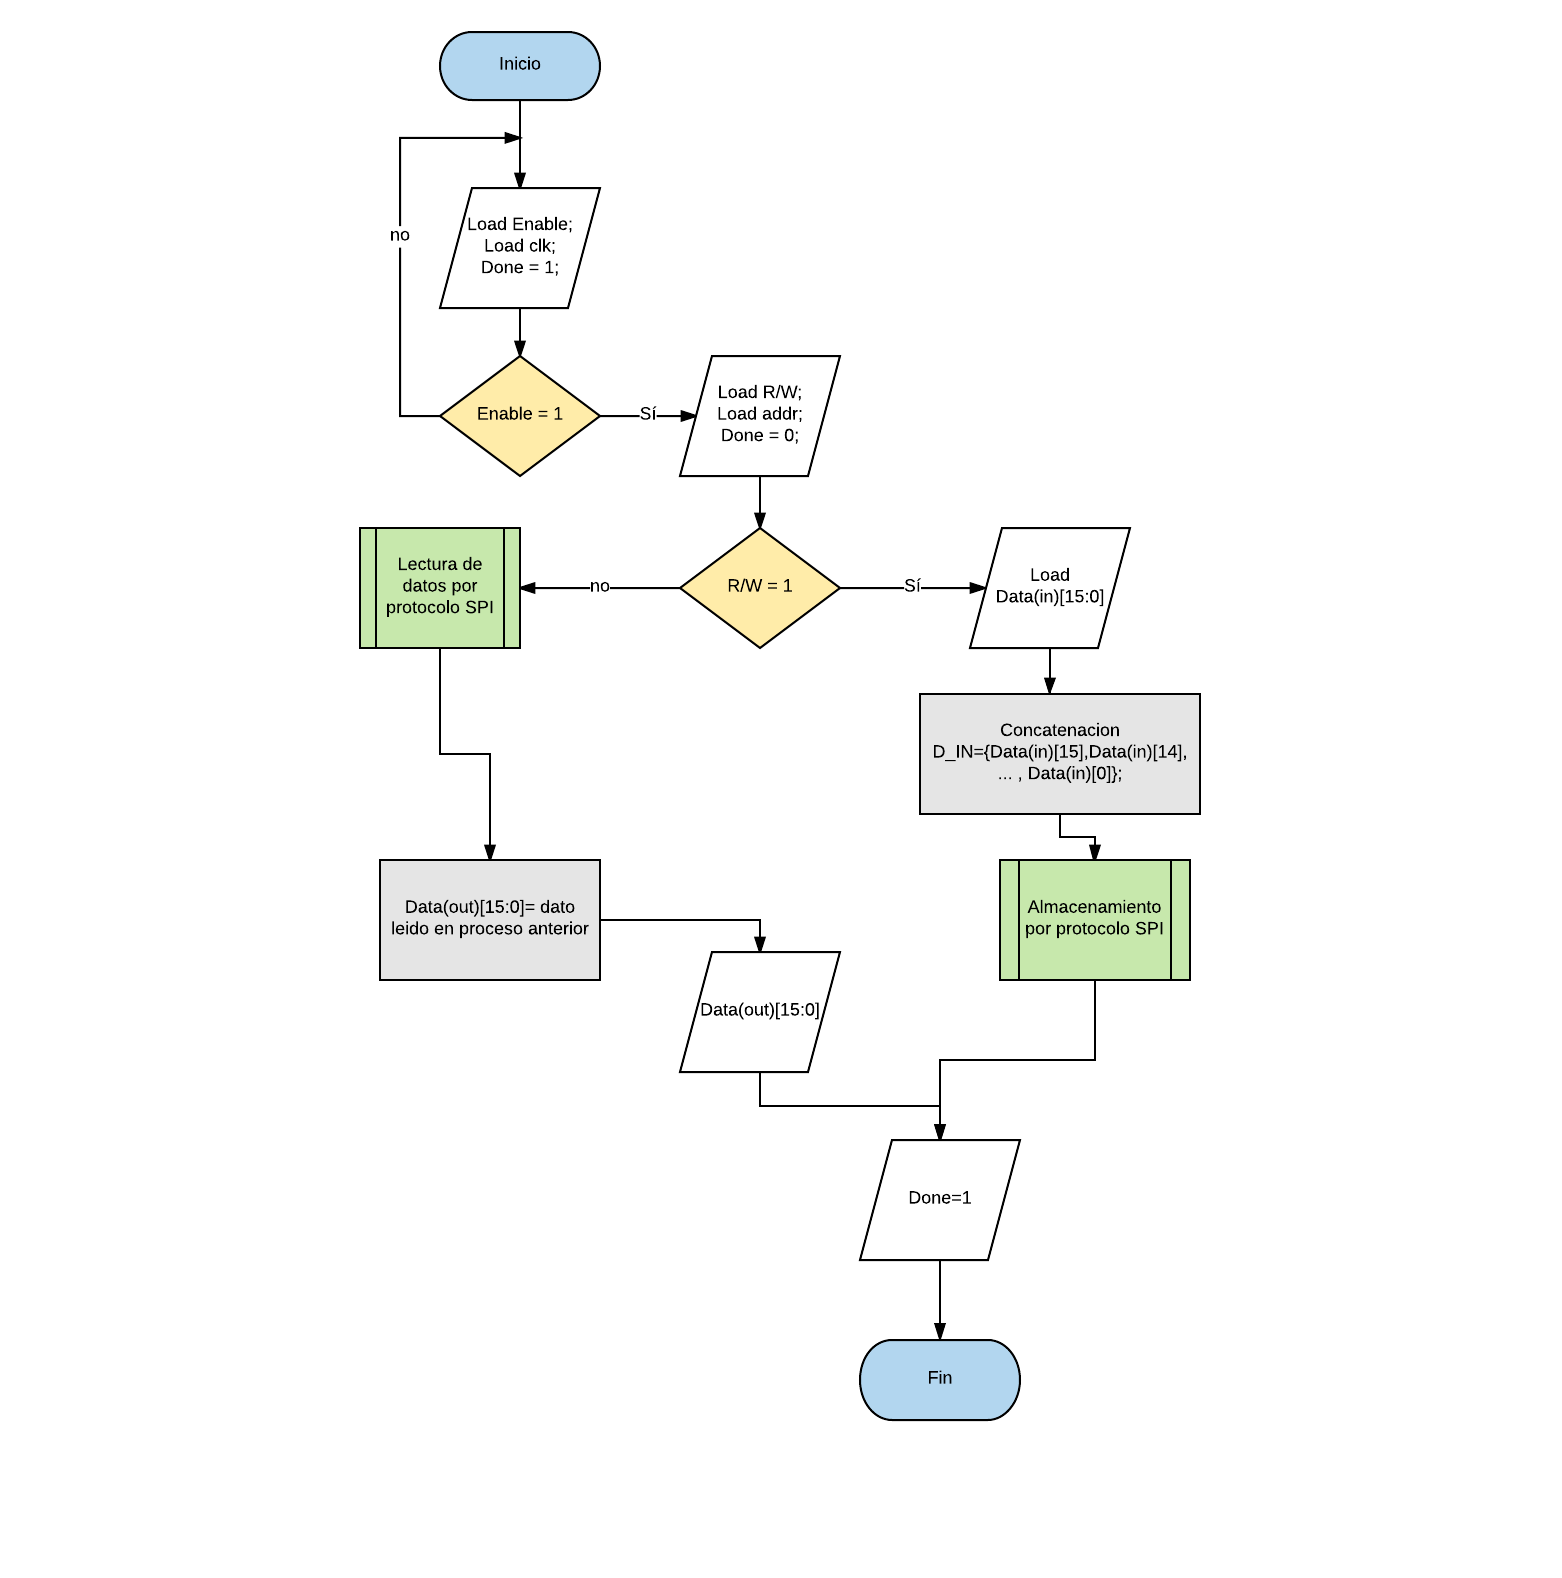 Inicio
no
Load Enable;
Load clk;
Done = 1;
Enable = 1
Sí
Load R/W;
Load addr;
Done = 0;
Lectura de
datos por
protocolo SPI
no
R/W = 1
Sí
Load
Data(in)[15:0]
Concatenacion
D_IN={Data(in)[15],Data(in)[14],
... , Data(in)[0]};
Data(out)[15:0]= dato
leido en proceso anterior
Almacenamiento
por protocolo SPI
Data(out)[15:0]
Done=1
Fin